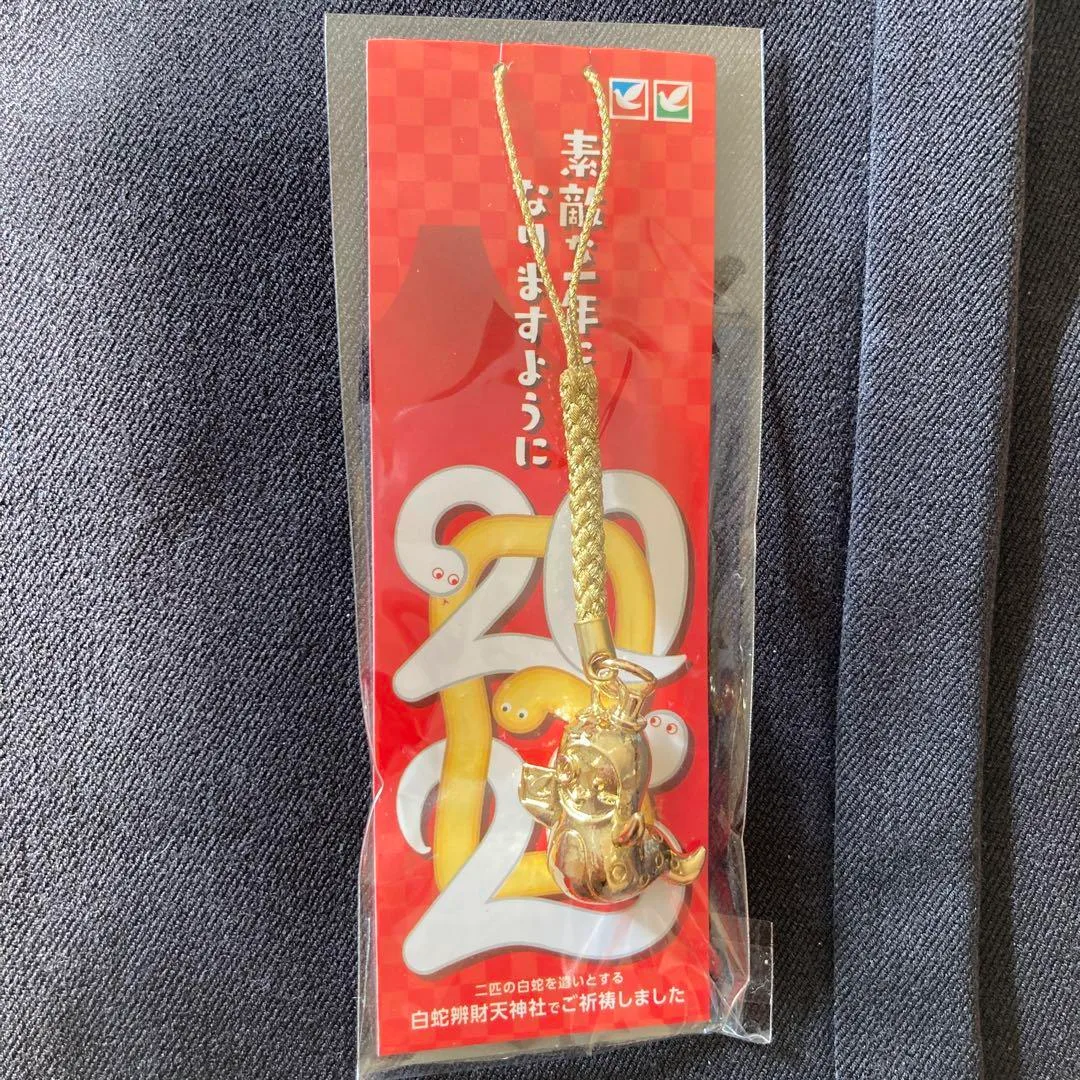 素敵な一年に
なりますように
20
25
二匹の白蛇を遣いとする
白蛇辨財天神社でご祈祷しました